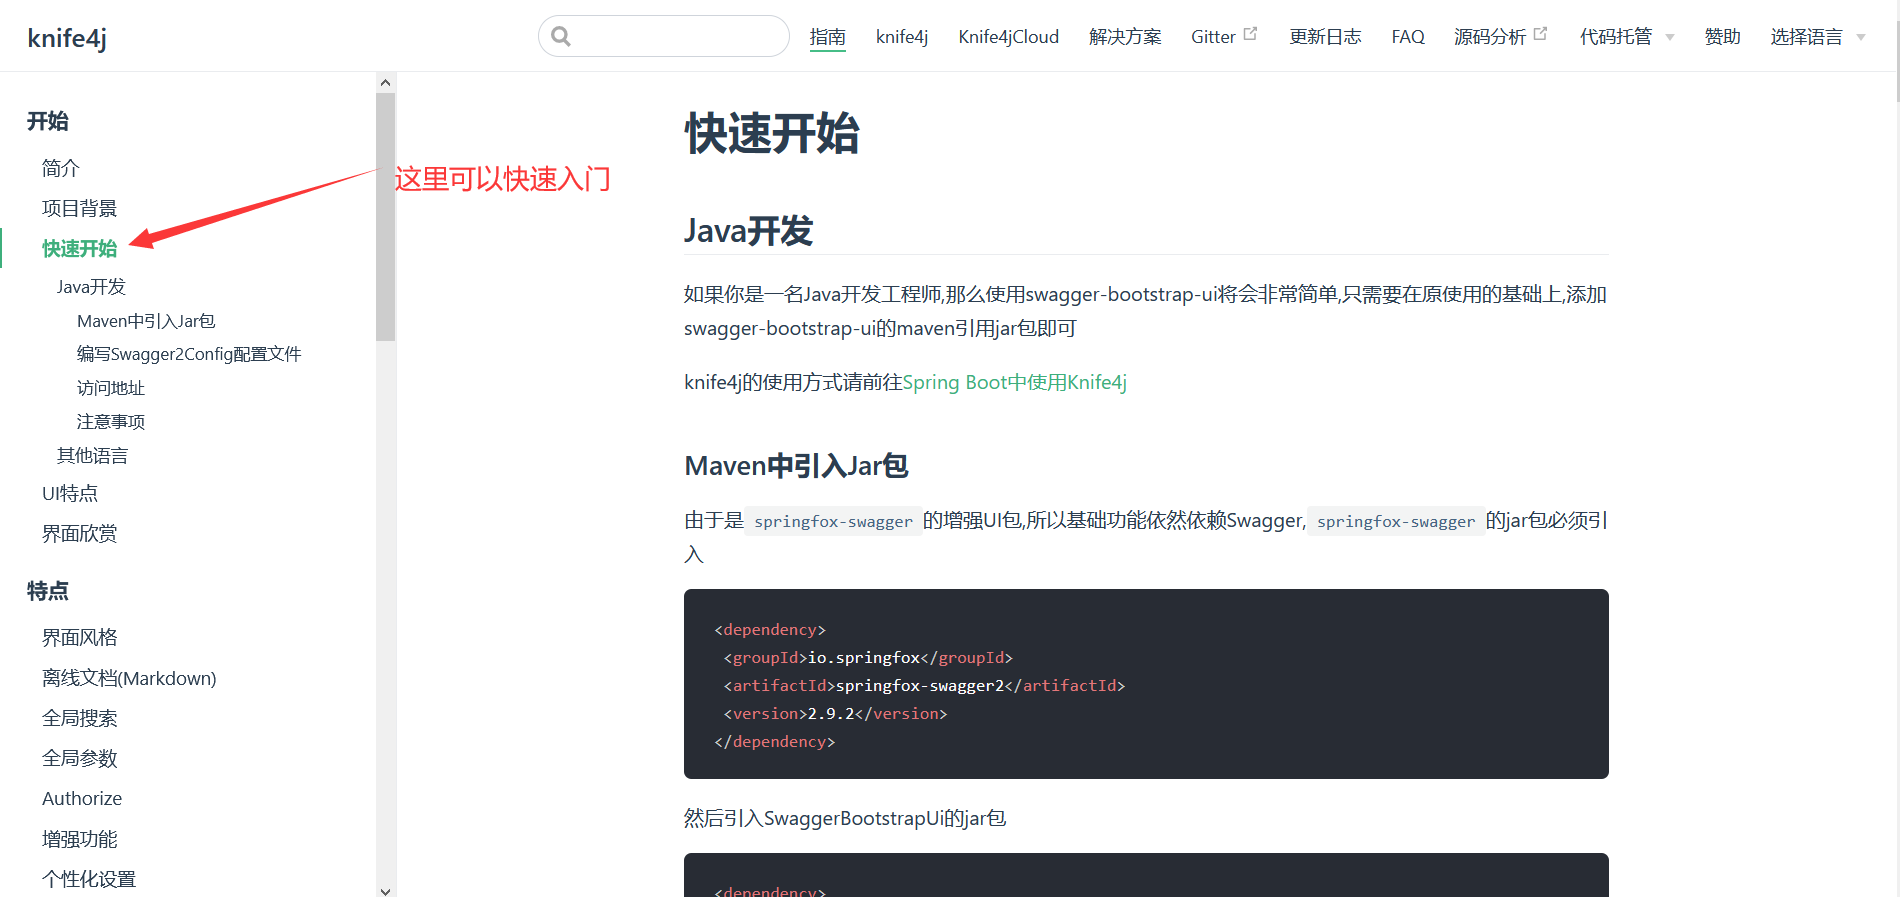 knife4j
指南 knife4j Knife4jCloud 解决方案 Gitter 更新日志 FAQ 源码分析 代码托管 赞助 选择语言
开始
简介
项目背景
快速开始
Java开发
Maven中引入Jar包
编写Swagger2Config配置文件
访问地址
注意事项
其他语言
UI特点
界面欣赏
特点
界面风格
离线文档(Markdown)
全局搜索
全局参数
Authorize
增强功能
个性化设置
这里可以快速入门
快速开始
Java开发
如果你是一名Java开发工程师,那么使用swagger-bootstrap-ui将会非常简单,只需要在原使用的基础上,添加
swagger-bootstrap-ui的maven引用jar包即可
knife4j的使用方式请前往Spring Boot中使用Knife4j
Maven中引入Jar包
由于是 springfox-swagger 的增强UI包,所以基础功能依然依赖Swagger, springfox-swagger 的jar包必须引
入
<dependency>
<groupId>io.springfox</groupId>
<artifactId>springfox-swagger2</artifactId>
<version>2.9.2</version>
</dependency>
然后引入SwaggerBootstrapUi的jar包
<dependency>